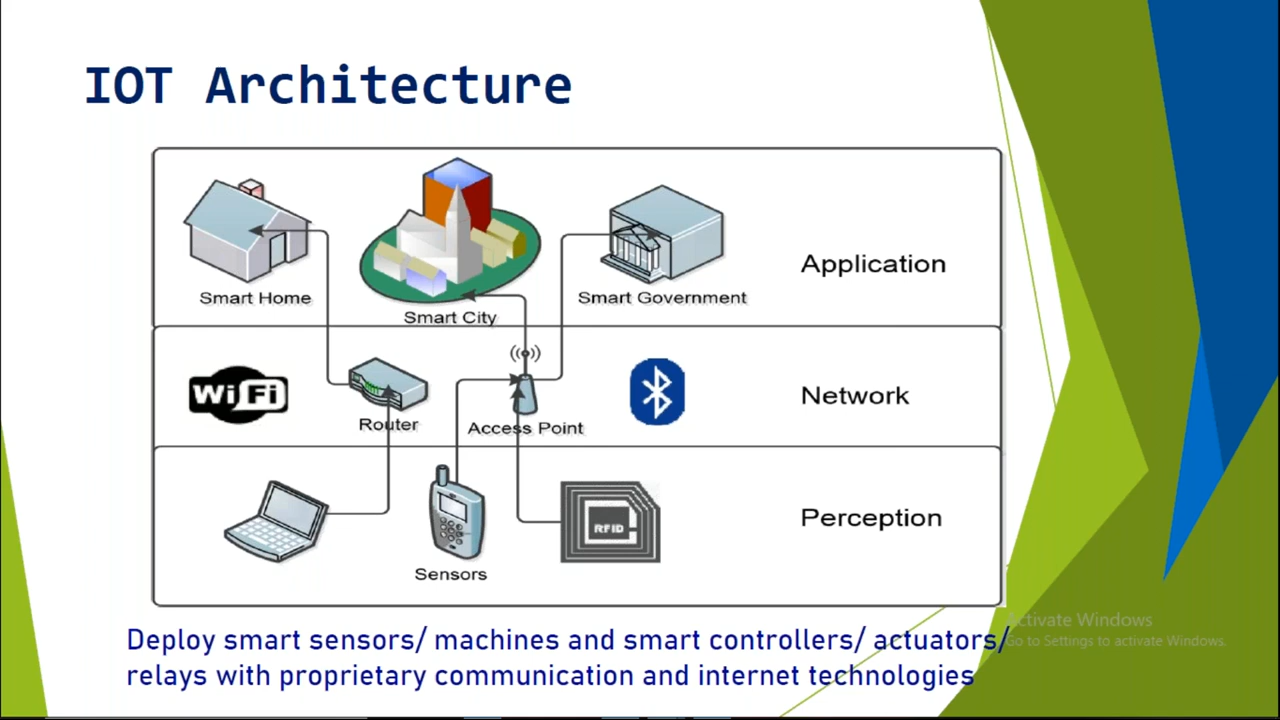 IOT Architecture
Smart Home
Smart City
Smart Government
Application
WiFi
Router
Access Point
Network
RFID
Sensors
Perception
Deploy smart sensors/ machines and smart controllers/ actuators/
relays with proprietary communication and internet technologies
Activate Windows
Go to Settings to activate Windows.